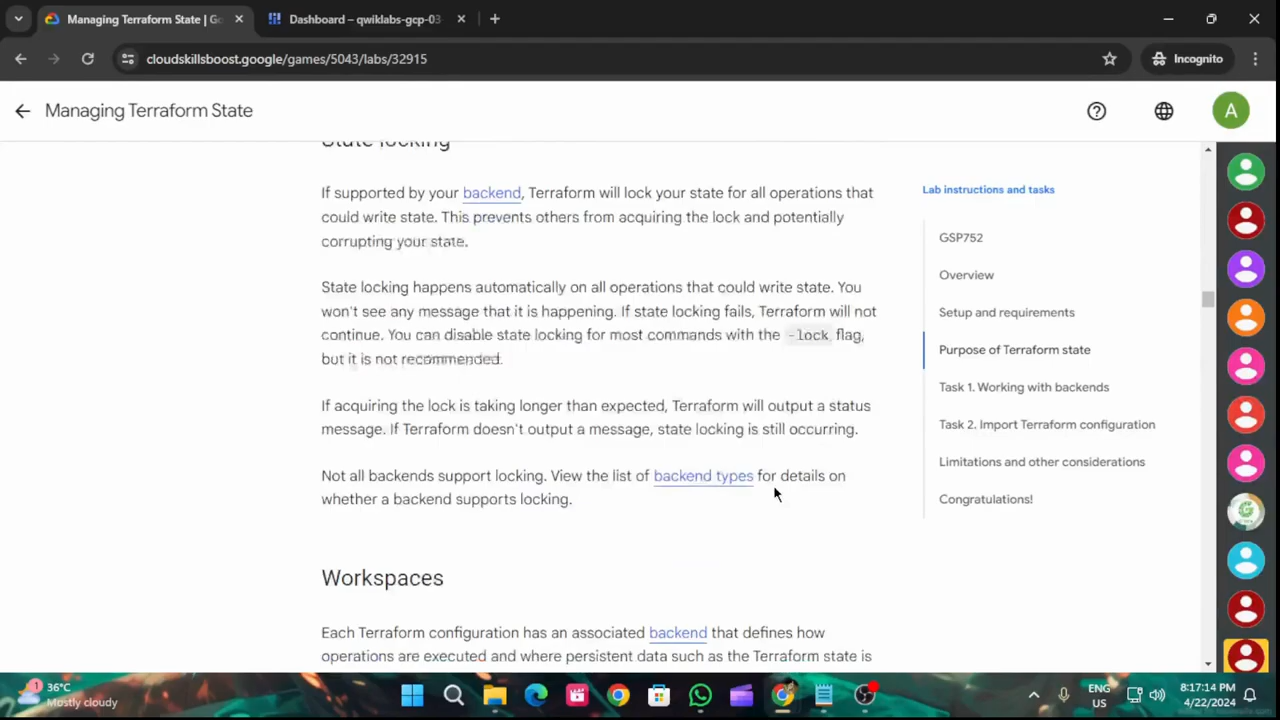 Managing Terraform State | Go
Dashboard – qwiklabs-gcp-03-
cloudskillsboost.google/games/5043/labs/32915
Incognito
Managing Terraform State
A
State locking
If supported by your backend, Terraform will lock your state for all operations that
could write state. This prevents others from acquiring the lock and potentially
corrupting your state.
State locking happens automatically on all operations that could write state. You
won't see any message that it is happening. If state locking fails, Terraform will not
continue. You can disable state locking for most commands with the -lock flag,
but it is not recommended.
If acquiring the lock is taking longer than expected, Terraform will output a status
message. If Terraform doesn't output a message, state locking is still occurring.
Not all backends support locking. View the list of backend types for details on
whether a backend supports locking.
Workspaces
Each Terraform configuration has an associated backend that defines how
operations are executed and where persistent data such as the Terraform state is
Lab instructions and tasks
GSP752
Overview
Setup and requirements
Purpose of Terraform state
Task 1. Working with backends
Task 2. Import Terraform configuration
Limitations and other considerations
Congratulations!
1
36°C
Mostly cloudy
ENG
US
8:17:14 PM
4/22/2024